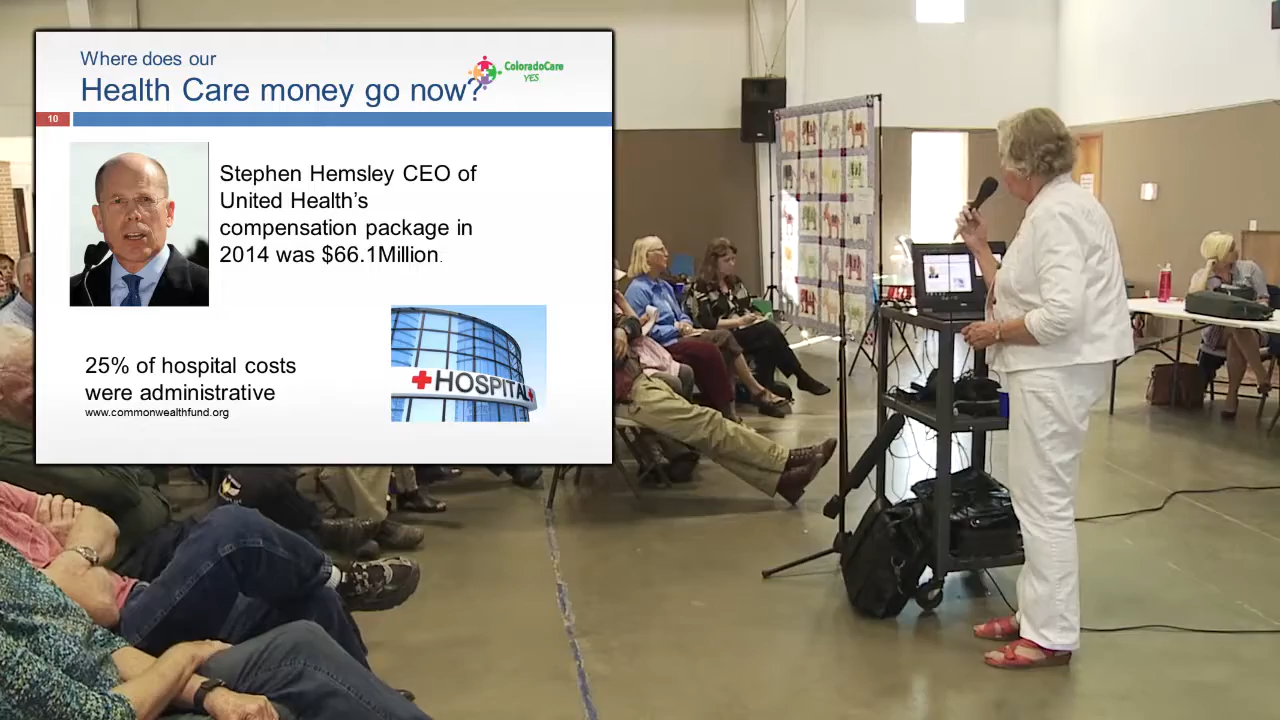 Where does our
Health Care money go now?
ColoradoCare
YES
10
Stephen Hemsley CEO of
United Health's
compensation package in
2014 was $66.1Million.
HOSPITAL
25% of hospital costs
were administrative
www.commonwealthfund.org